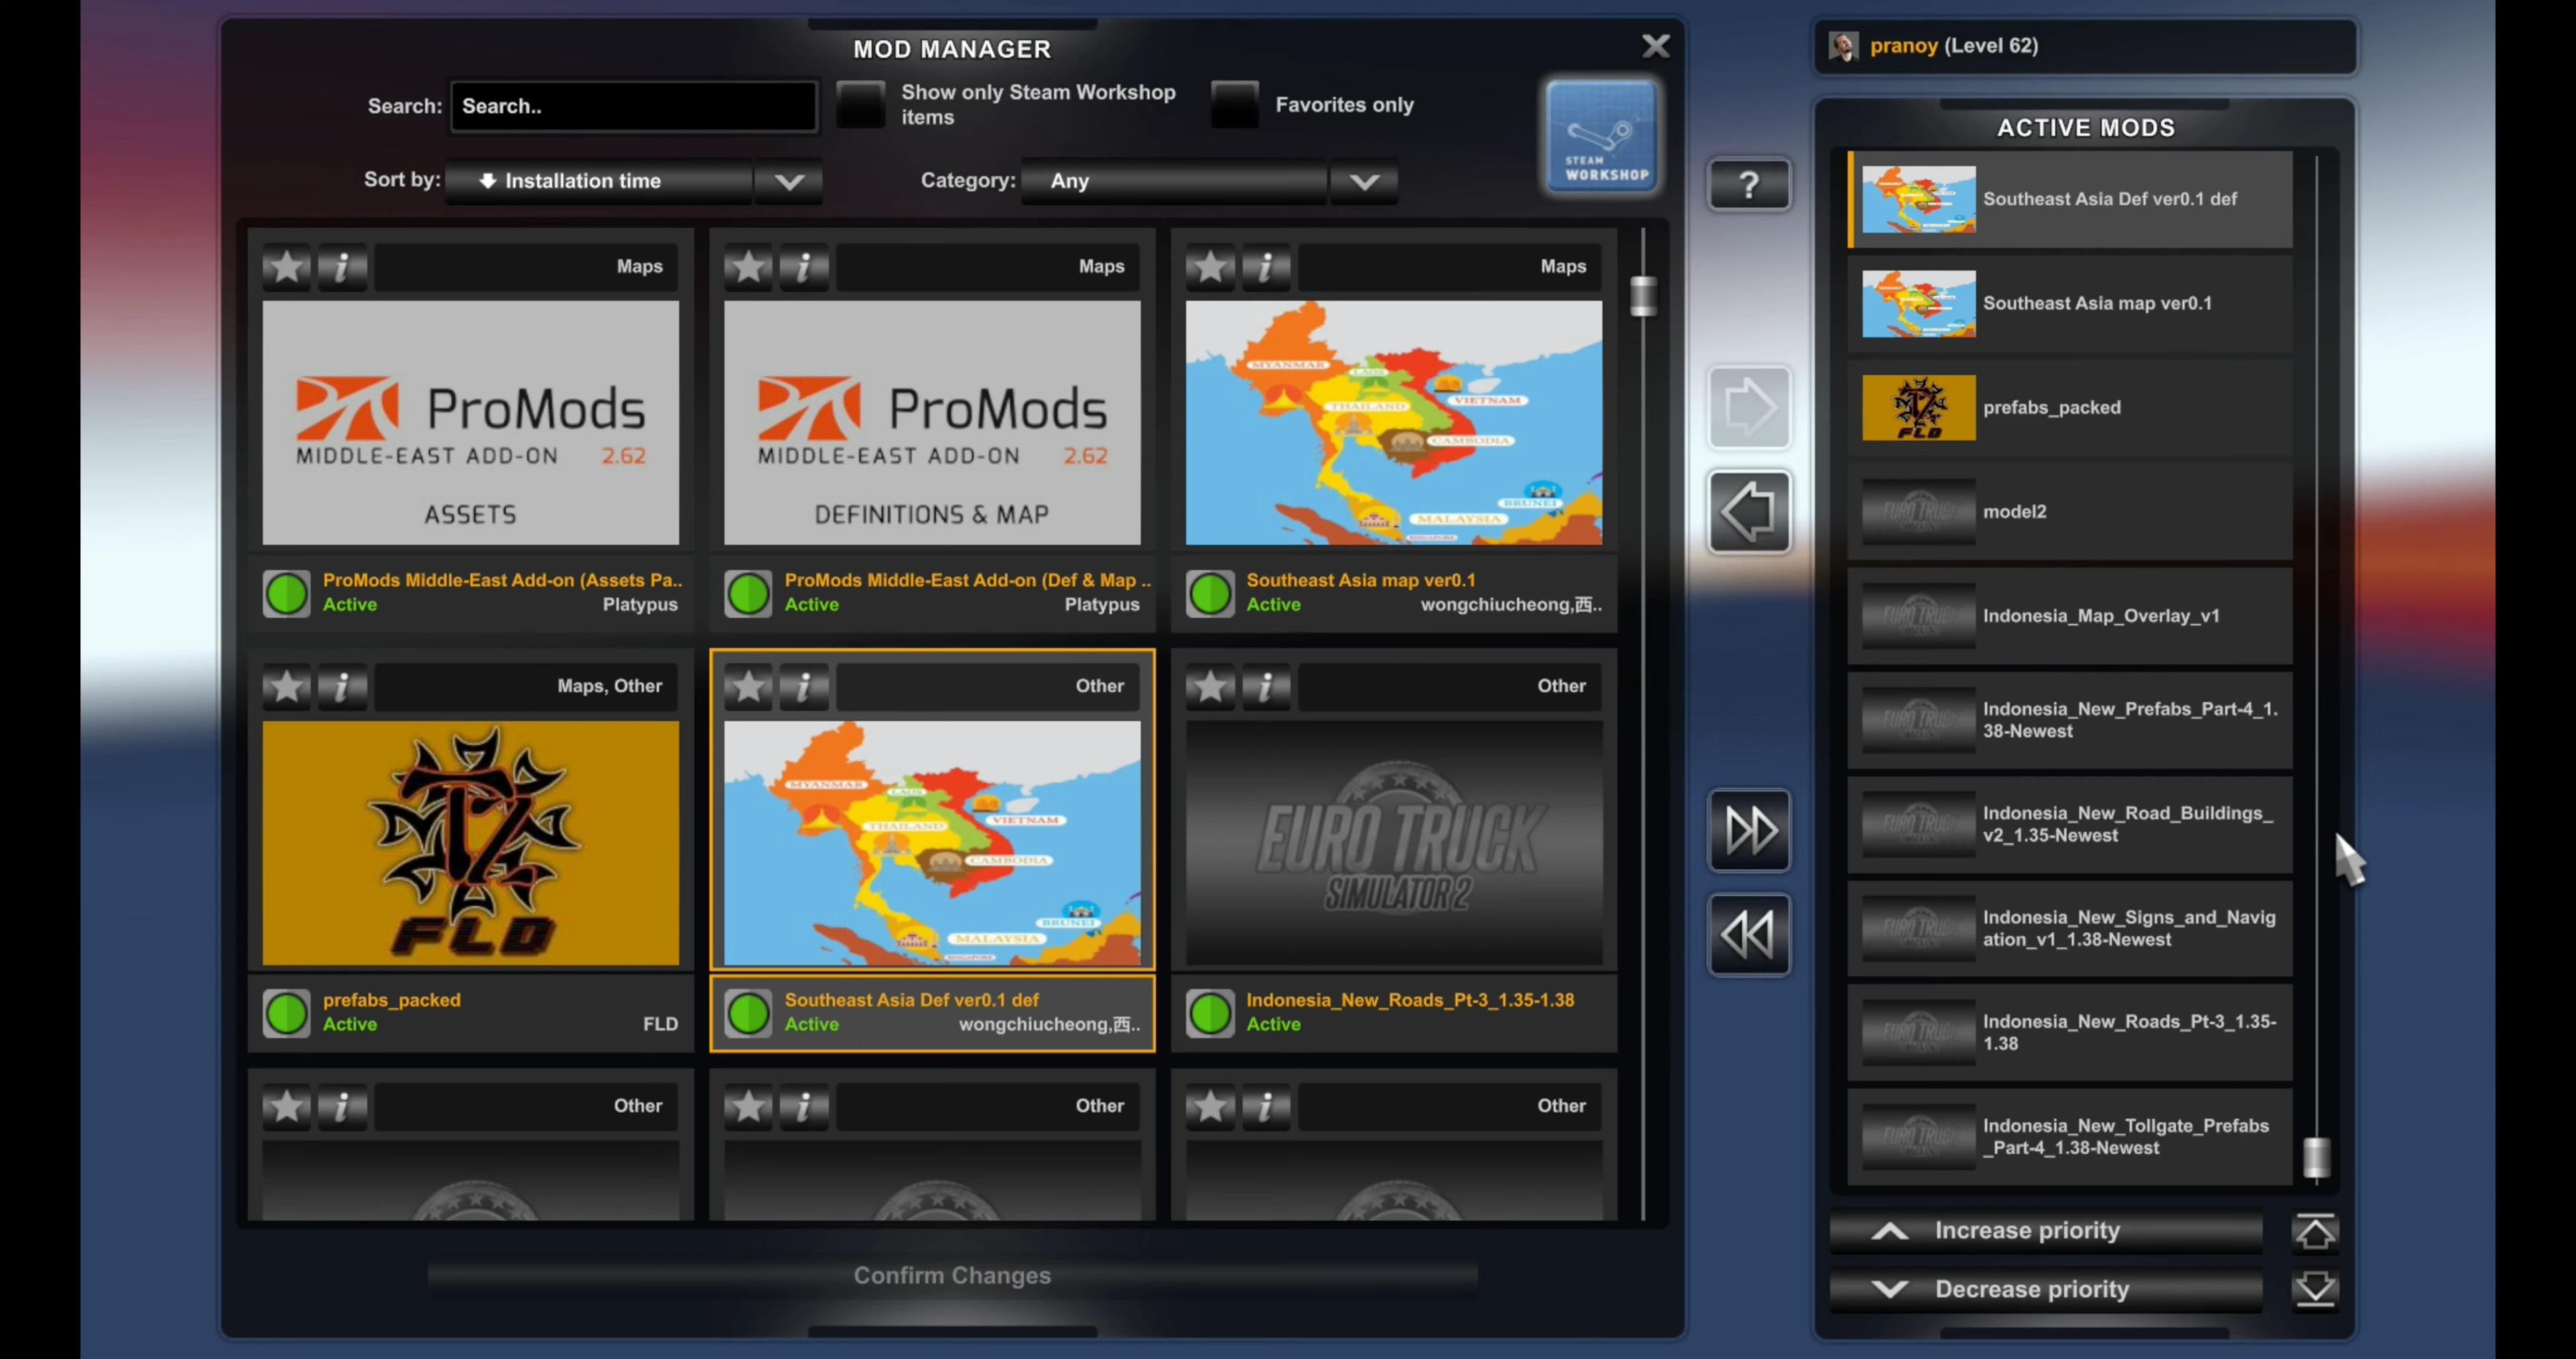 MOD MANAGER
Search:
Search..
Show only Steam Workshop
items
Favorites only
STEAM
WORKSHOP
Sort by:
Installation time
Category:
Any
Maps
Maps
Maps
ProMods
MIDDLE-EAST ADD-ON 2.62
ASSETS
ProMods
MIDDLE-EAST ADD-ON 2.62
DEFINITIONS & MAP
MYANMAR
LAOS
VIETNAM
THAILAND
CAMBODIA
BRUNEI
MALAYSIA
SINGAPORE
ProMods Middle-East Add-on (Assets Pa..
Active
Platypus
ProMods Middle-East Add-on (Def & Map ..
Active
Platypus
Southeast Asia map ver0.1
Active
wongchiucheong,西..
Maps, Other
Other
Other
FLD
MYANMAR
LAOS
VIETNAM
THAILAND
CAMBODIA
BRUNEI
MALAYSIA
SINGAPORE
EURO TRUCK
SIMULATOR 2
prefabs_packed
Active
FLD
Southeast Asia Def ver0.1 def
Active
wongchiucheong,西..
Indonesia_New_Roads_Pt-3_1.35-1.38
Active
Other
Other
Other
Confirm Changes
?
pranoy (Level 62)
ACTIVE MODS
Southeast Asia Def ver0.1 def
Southeast Asia map ver0.1
FLD
prefabs_packed
model2
Indonesia_Map_Overlay_v1
Indonesia_New_Prefabs_Part-4_1.
38-Newest
Indonesia_New_Road_Buildings_
v2_1.35-Newest
Indonesia_New_Signs_and_Navig
ation_v1_1.38-Newest
Indonesia_New_Roads_Pt-3_1.35-
1.38
Indonesia_New_Tollgate_Prefabs
_Part-4_1.38-Newest
Increase priority
Decrease priority